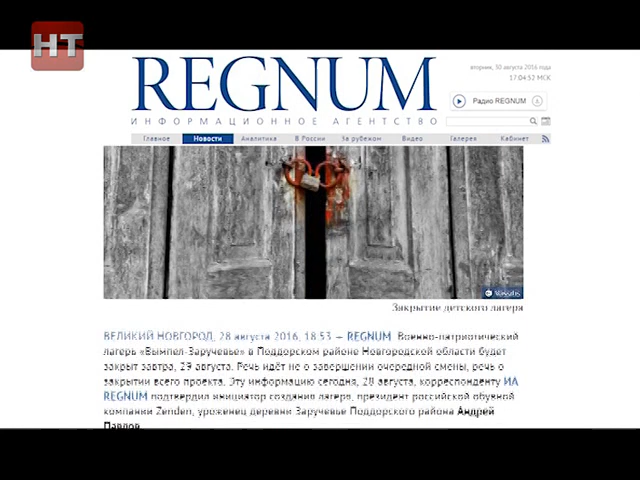 НТ
REGNUM
ИНФОРМАЦИОННОЕ АГЕНТСТВО
вторник, 30 августа 2016 года
17:04:52 МСК
Радио REGNUM
Главное Новости Аналитика В России За рубежом Видео Галерея Кабинет
Закрытие детского лагеря
ВЕЛИКИЙ НОВГОРОД, 28 августа 2016, 18:53 — REGNUM Военно-патриотический
лагерь «Вымпел-Заручевье» в Поддорском районе Новгородской области будет
закрыт завтра, 29 августа. Речь идёт не о завершении очередной смены, речь о
закрытии всего проекта. Эту информацию сегодня, 28 августа, корреспонденту ИА
REGNUM подтвердил инициатор создания лагеря, президент российской обувной
компании Zenden, уроженец деревни Заручевье Поддорского района Андрей
Павлов